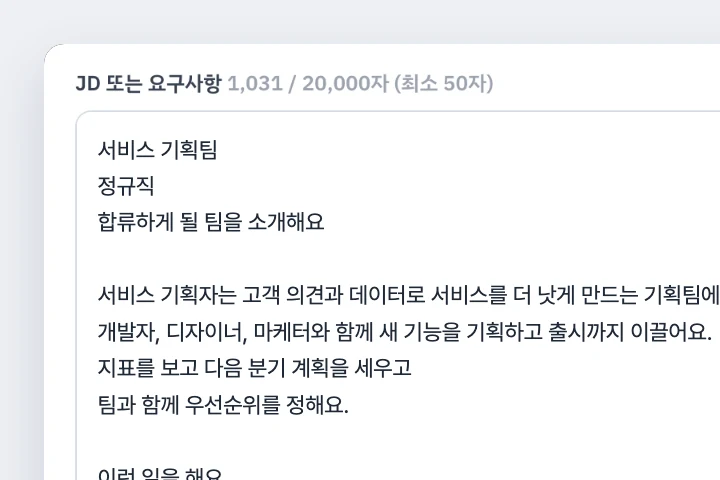 JD 또는 요구사항 1,031 / 20,000자 (최소 50자)
서비스 기획팀
정규직
합류하게 될 팀을 소개해요
서비스 기획자는 고객 의견과 데이터로 서비스를 더 낫게 만드는 기획팀에
개발자, 디자이너, 마케터와 함께 새 기능을 기획하고 출시까지 이끌어요.
지표를 보고 다음 분기 계획을 세우고
팀과 함께 우선순위를 정해요.
이런 일을 해요